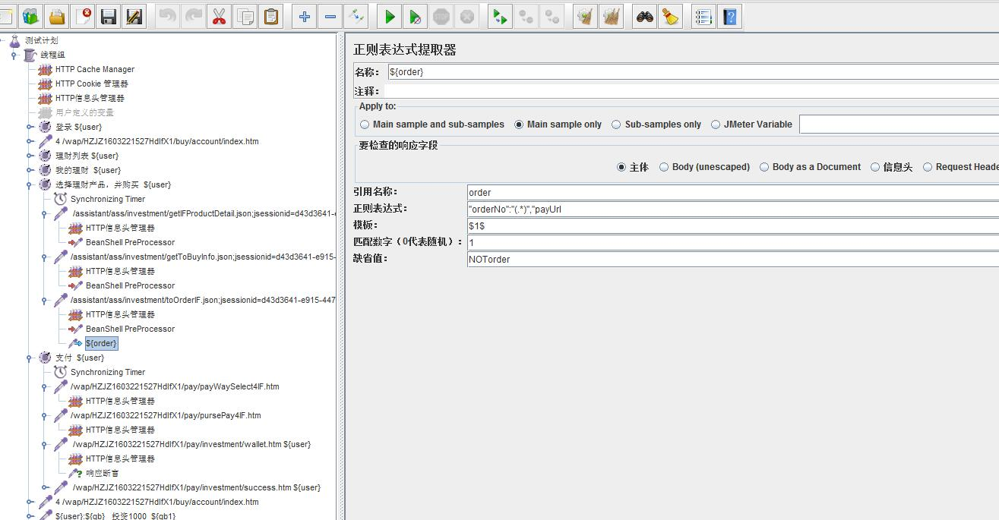 STOP
测试计划
线程组
HTTP Cache Manager
HTTP Cookie 管理器
HTTP信息头管理器
用户定义的变量
登录 ${user}
4 /wap/HZJZ1603221527HdlfX1/buy/account/index.htm
理财列表 ${user}
我的理财 ${user}
选择理财产品，并购买 ${user}
Synchronizing Timer
/assistant/ass/investment/getIFProductDetail.json;jsessionid=d43d3641-
HTTP信息头管理器
BeanShell PreProcessor
/assistant/ass/investment/getToBuyInfo.json;jsessionid=d43d3641-e915-
HTTP信息头管理器
BeanShell PreProcessor
/assistant/ass/investment/toOrderIF.json;jsessionid=d43d3641-e915-447
HTTP信息头管理器
BeanShell PreProcessor
${order}
支付 ${user}
Synchronizing Timer
/wap/HZJZ1603221527HdlfX1/pay/payWaySelect4IF.htm
HTTP信息头管理器
/wap/HZJZ1603221527HdlfX1/pay/pursePay4IF.htm
HTTP信息头管理器
/wap/HZJZ1603221527HdlfX1/pay/investment/wallet.htm ${user}
HTTP信息头管理器
响应断言
/wap/HZJZ1603221527HdlfX1/pay/investment/success.htm ${user}
4 /wap/HZJZ1603221527HdlfX1/buy/account/index.htm
${user}:${gb} 投资1000 ${gb1}
正则表达式提取器
名称： ${order}
注释：
Apply to:
Main sample and sub-samples Main sample only Sub-samples only JMeter Variable
要检查的响应字段
主体 Body (unescaped) Body as a Document 信息头 Request Heade
引用名称： order
正则表达式： "orderNo":"(.*)","payUrl
模板： $1$
匹配数字（0代表随机）： 1
缺省值： NOTorder